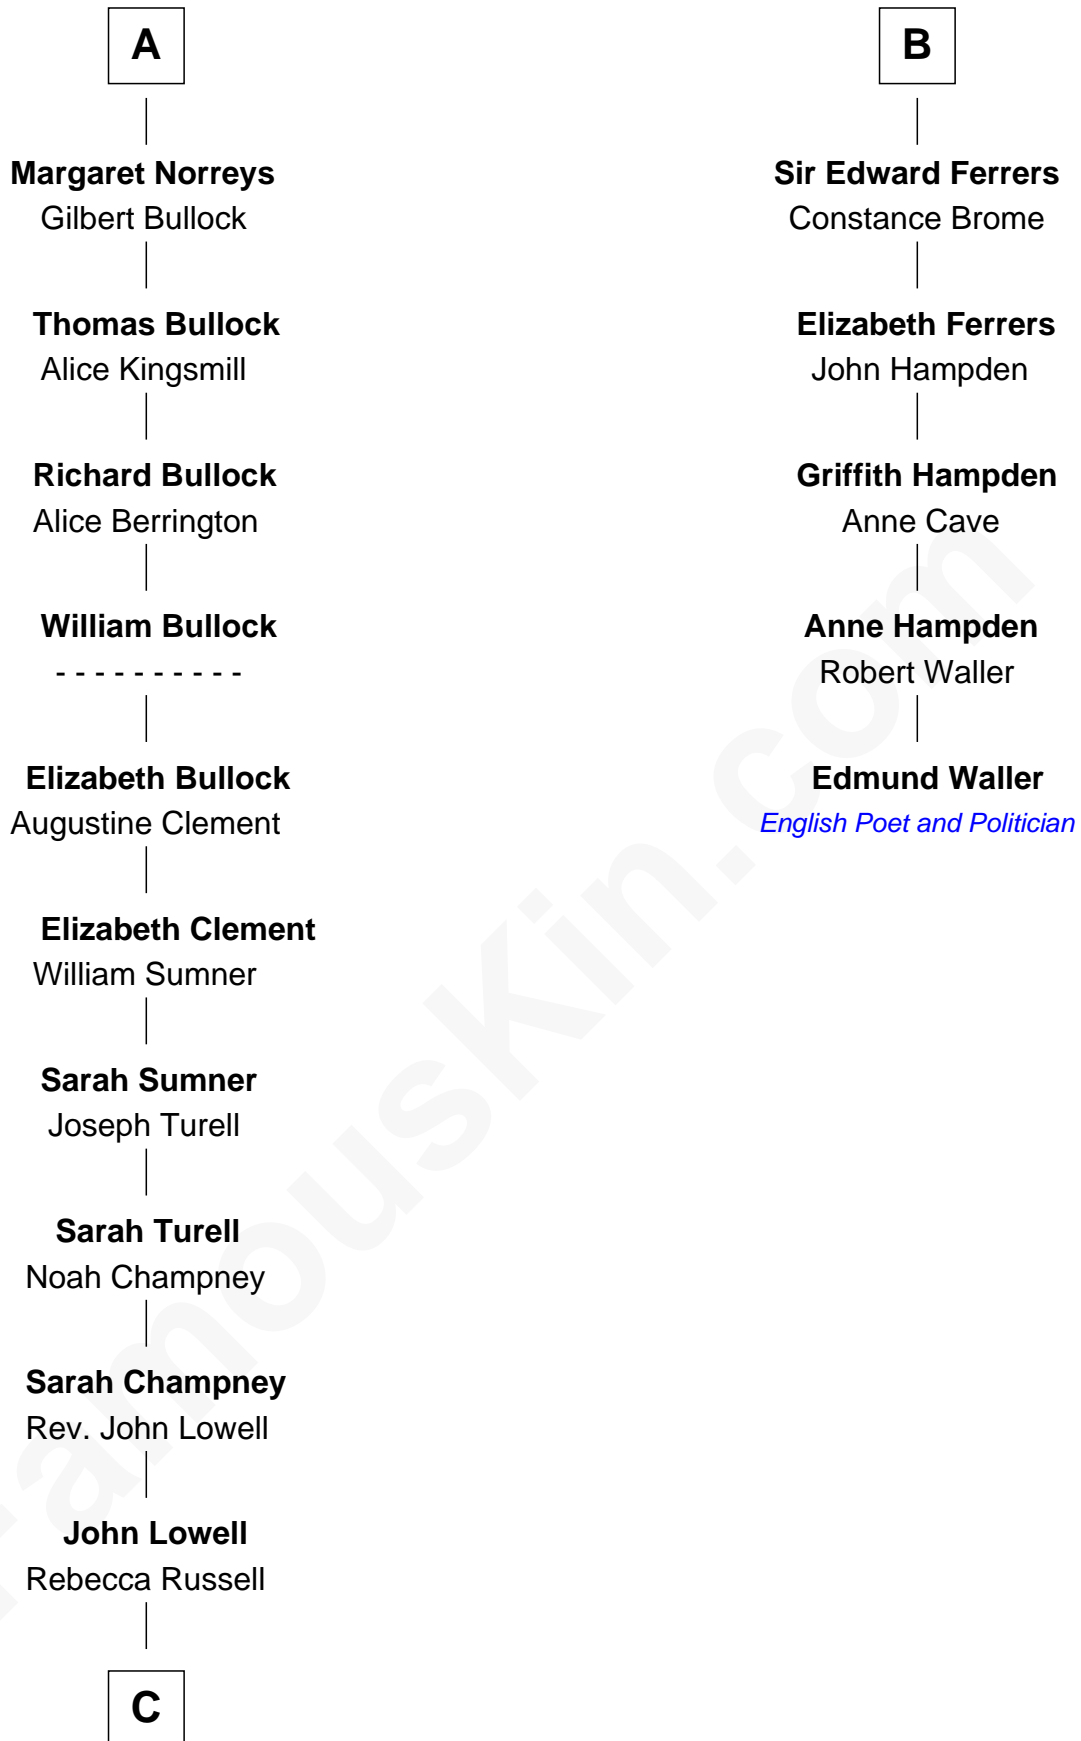 A
Margaret Norreys
Gilbert Bullock
Thomas Bullock
Alice Kingsmill
Richard Bullock
Alice Berrington
William Bullock
- - - - - - - - - -
Elizabeth Bullock
Augustine Clement
Elizabeth Clement
William Sumner
Sarah Sumner
Joseph Turell
Sarah Turell
Noah Champney
Sarah Champney
Rev. John Lowell
John Lowell
Rebecca Russell
C
B
Sir Edward Ferrers
Constance Brome
Elizabeth Ferrers
John Hampden
Griffith Hampden
Anne Cave
Anne Hampden
Robert Waller
Edmund Waller
English Poet and Politician
FamousKin.com